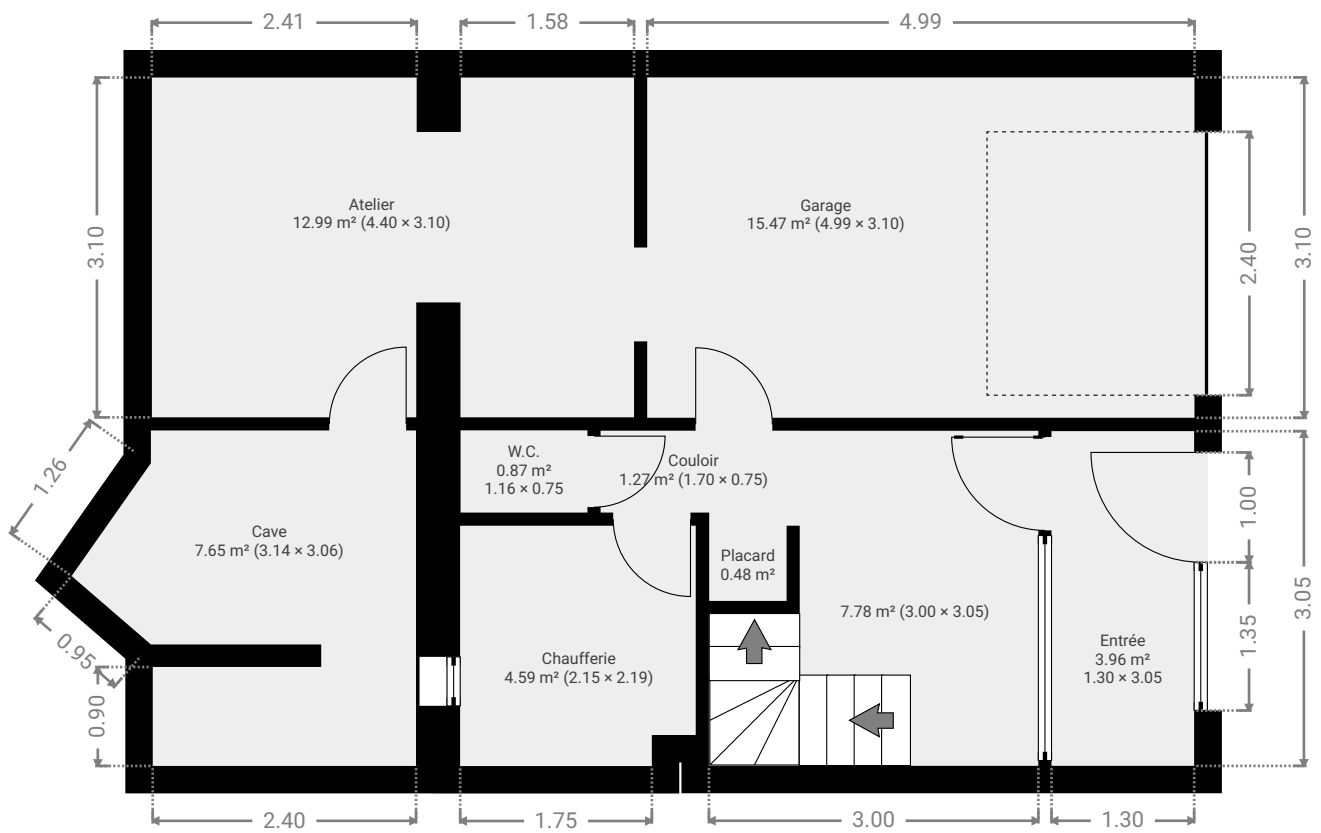 2.41
1.58
4.99
Atelier
12.99 m² (4.40 × 3.10)
Garage
15.47 m² (4.99 × 3.10)
3.10
2.40
3.10
W.C.
0.87 m²
1.16 × 0.75
Couloir
1.27 m² (1.70 × 0.75)
1.26
Cave
7.65 m² (3.14 × 3.06)
1.00
Placard
0.48 m²
7.78 m² (3.00 × 3.05)
3.05
0.95
Chaufferie
4.59 m² (2.15 × 2.19)
Entrée
3.96 m²
1.30 × 3.05
1.35
0.90
2.40
1.75
3.00
1.30